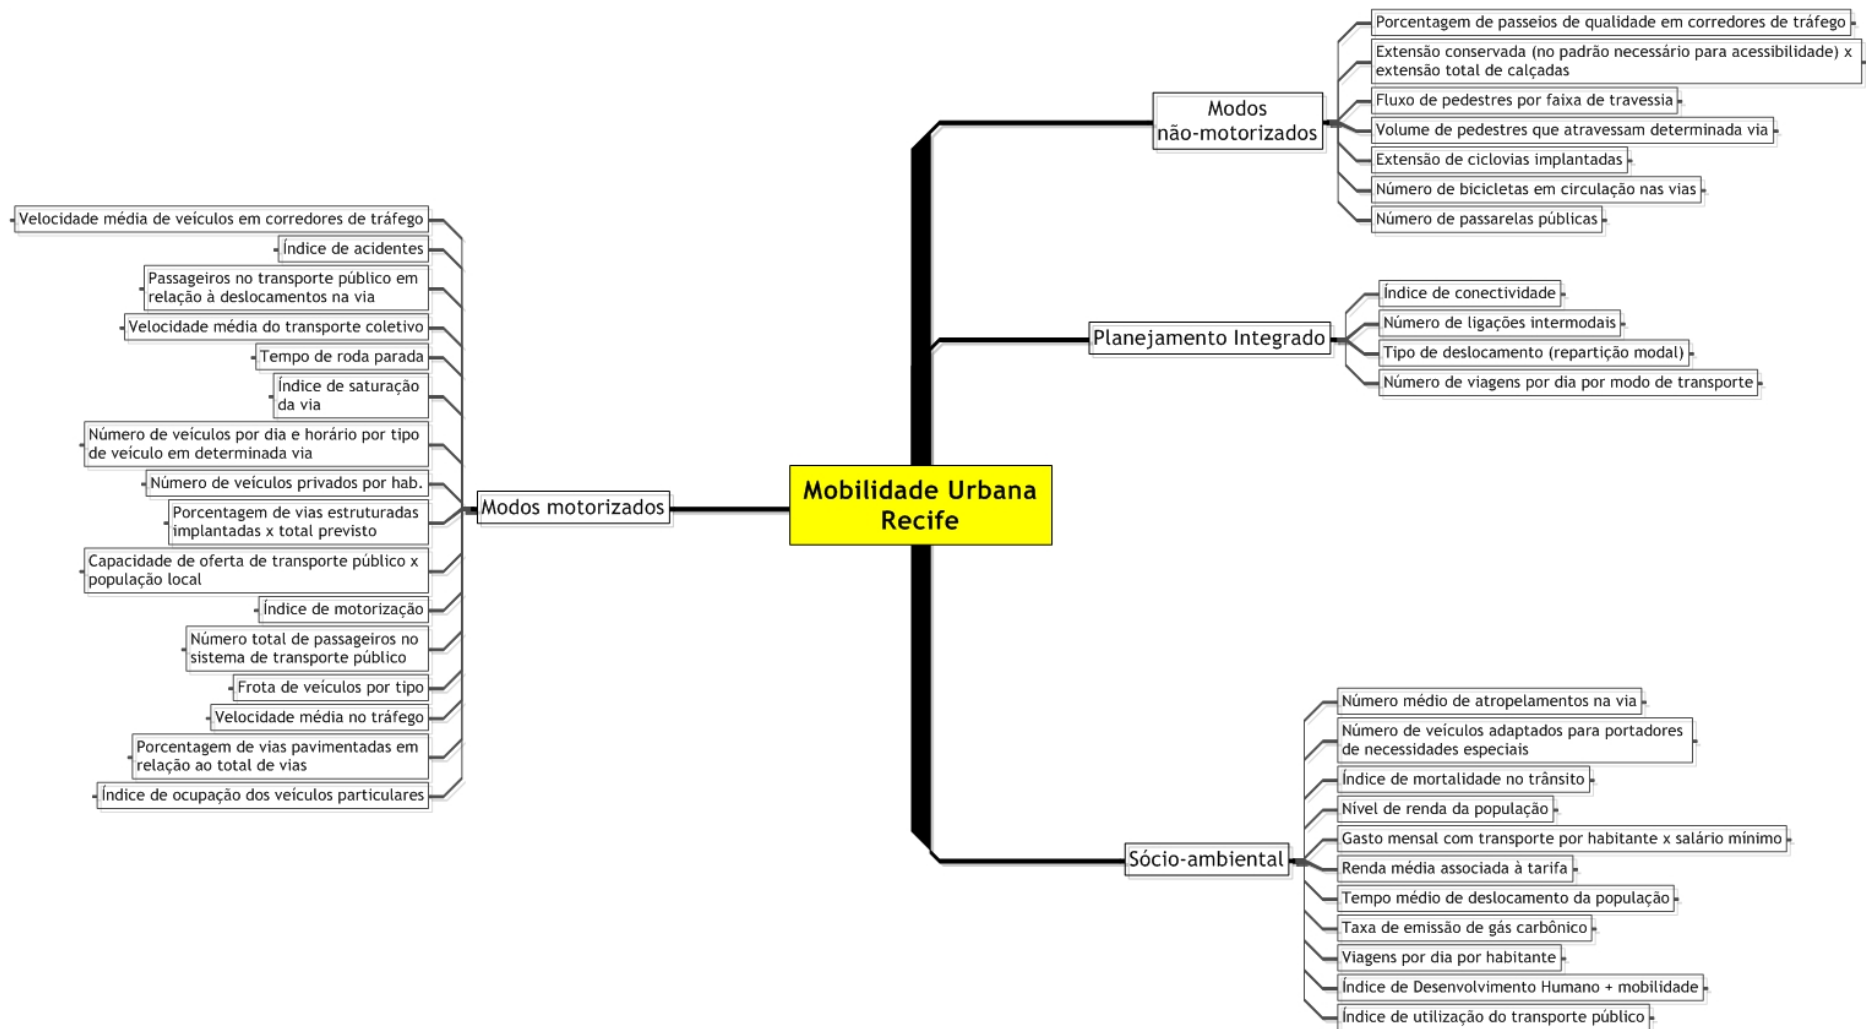 Mobilidade Urbana
Recife
Modos
não-motorizados
Porcentagem de passeios de qualidade em corredores de tráfego
Extensão conservada (no padrão necessário para acessibilidade) x
extensão total de calçadas
Fluxo de pedestres por faixa de travessia
Volume de pedestres que atravessam determinada via
Extensão de ciclovias implantadas
Número de bicicletas em circulação nas vias
Número de passarelas públicas
Planejamento Integrado
Índice de conectividade
Número de ligações intermodais
Tipo de deslocamento (repartição modal)
Número de viagens por dia por modo de transporte
Sócio-ambiental
Número médio de atropelamentos na via
Número de veículos adaptados para portadores
de necessidades especiais
Índice de mortalidade no trânsito
Nível de renda da população
Gasto mensal com transporte por habitante x salário mínimo
Renda média associada à tarifa
Tempo médio de deslocamento da população
Taxa de emissão de gás carbônico
Viagens por dia por habitante
Índice de Desenvolvimento Humano + mobilidade
Índice de utilização do transporte público
Modos motorizados
Velocidade média de veículos em corredores de tráfego
Índice de acidentes
Passageiros no transporte público em
relação à deslocamentos na via
Velocidade média do transporte coletivo
Tempo de roda parada
Índice de saturação
da via
Número de veículos por dia e horário por tipo
de veículo em determinada via
Número de veículos privados por hab.
Porcentagem de vias estruturadas
implantadas x total previsto
Capacidade de oferta de transporte público x
população local
Índice de motorização
Número total de passageiros no
sistema de transporte público
Frota de veículos por tipo
Velocidade média no tráfego
Porcentagem de vias pavimentadas em
relação ao total de vias
Índice de ocupação dos veículos particulares